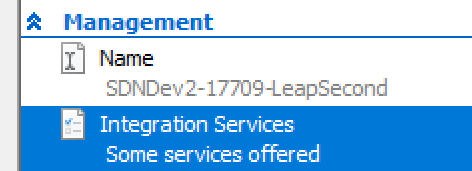 Management
Name
SDNDev2-17709-LeapSecond
Integration Services
Some services offered